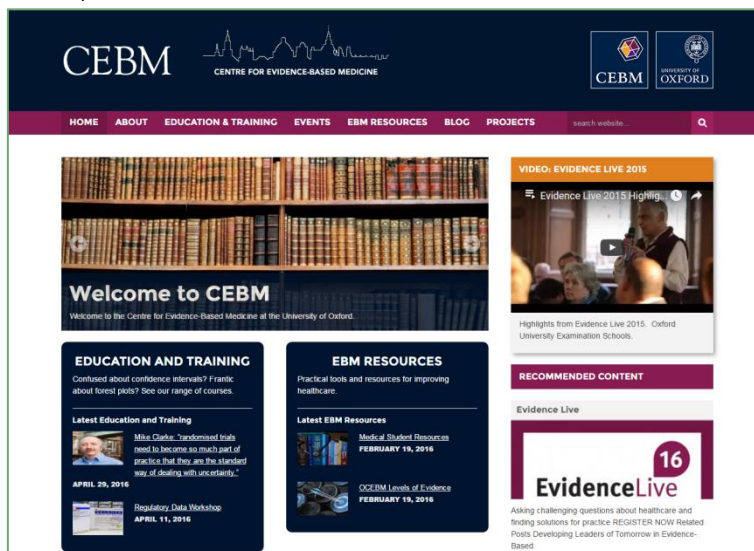 CEBM
CENTRE FOR EVIDENCE-BASED MEDICINE
CEBM
UNIVERSITY OF
OXFORD
HOME ABOUT EDUCATION & TRAINING EVENTS EBM RESOURCES BLOG PROJECTS search website...
Welcome to CEBM
Welcome to the Centre for Evidence-Based Medicine at the University of Oxford.
EDUCATION AND TRAINING
Confused about confidence intervals? Frantic
about forest plots? See our range of courses.
Latest Education and Training
Mike Clarke: "randomised trials
need to become so much part of
practice that they are the standard
way of dealing with uncertainty."
APRIL 29, 2016
Regulatory Data Workshop
APRIL 11, 2016
EBM RESOURCES
Practical tools and resources for improving
healthcare.
Latest EBM Resources
Medical Student Resources
FEBRUARY 19, 2016
OCEBM Levels of Evidence
FEBRUARY 19, 2016
VIDEO: EVIDENCE LIVE 2015
Evidence Live 2015 Highlig...
Highlights from Evidence Live 2015. Oxford
University Examination Schools.
RECOMMENDED CONTENT
Evidence Live
16
EvidenceLive
Asking challenging questions about healthcare and
finding solutions for practice REGISTER NOW Related
Posts Developing Leaders of Tomorrow in Evidence-
Based